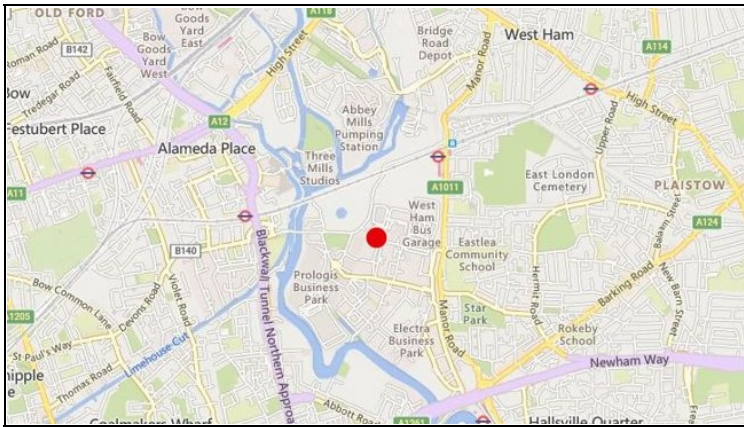 OLD FORD
A1118
Bow
Goods
Yard
East
Bow
Goods
Yard
West
B142
Roman Road
Tredegar Road
Fairfield Road
High Street
Bridge
Road
Depot
West Ham
Manor Road
A114
Bow
Festubert Place
A12
Alameda Place
Abbey
Mills
Pumping
Station
Three
Mills
Studios
High Street
Upper Road
A11
A1011
East London
Cemetery
PLAISTOW
West
Ham
Bus
Garage
Eastlea
Community
School
Balaam Street
A124
B140
Blackwall Tunnel Northern Approa
Prologis
Business
Park
Hermit Road
Barking Road
New Barn Street
Bow Common Lane
Devons Road
Violet Road
A1205
St Paul's Way
Limehouse Cut
Thomas Road
Star
Park
Manor Road
Electra
Business
Park
Rokeby
School
Newham Way
Abbott Road
A1261
Hallsville Quarter
Coalmakers Wharf